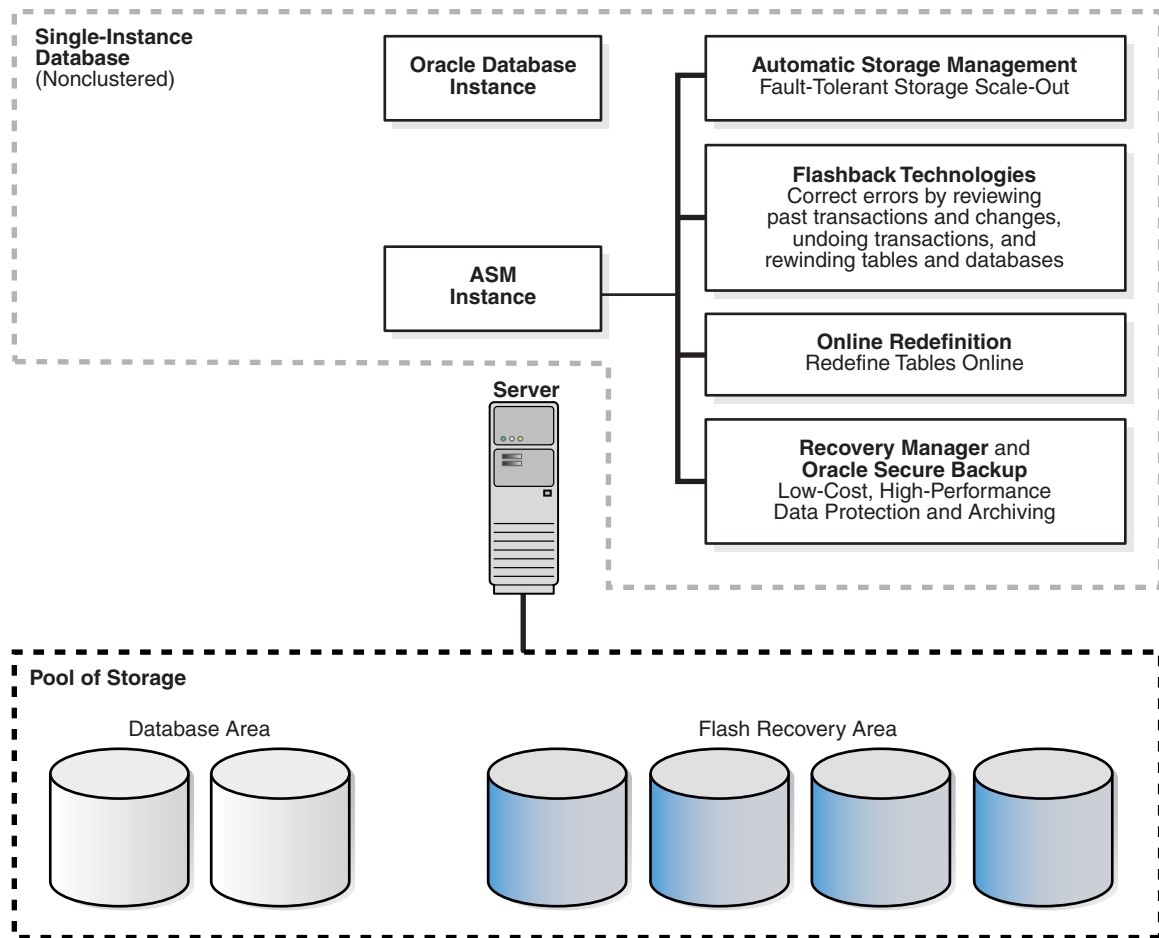 Single-Instance
Database
(Nonclustered)
Oracle Database
Instance
ASM
Instance
Automatic Storage Management
Fault-Tolerant Storage Scale-Out
Flashback Technologies
Correct errors by reviewing
past transactions and changes,
undoing transactions, and
rewinding tables and databases
Online Redefinition
Redefine Tables Online
Recovery Manager and
Oracle Secure Backup
Low-Cost, High-Performance
Data Protection and Archiving
Server
Pool of Storage
Database Area
Flash Recovery Area